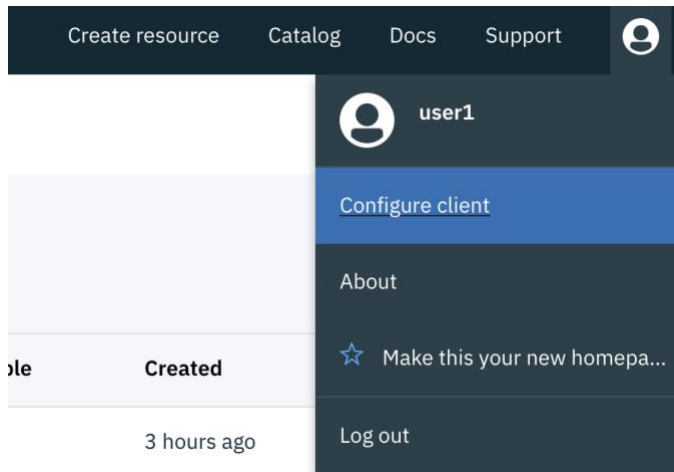 Create resource Catalog Docs Support
user1
Configure client
About
Make this your new homepa...
ole Created
3 hours ago Log out